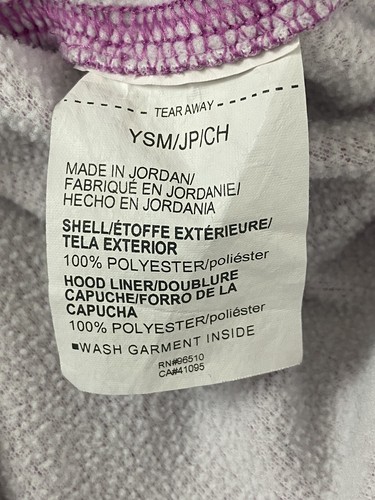 TEAR AWAY
YSM/JP/CH
MADE IN JORDAN/
FABRIQUÉ EN JORDANIE/
HECHO EN JORDANIA
SHELL/ÉTOFFE EXTÉRIEURE/
TELA EXTERIOR
100% POLYESTER/poliéster
HOOD LINER/DOUBLURE
CAPUCHE/FORRO DE LA
CAPUCHA
100% POLYESTER/poliéster
■WASH GARMENT INSIDE
RN#96510
CA#41095